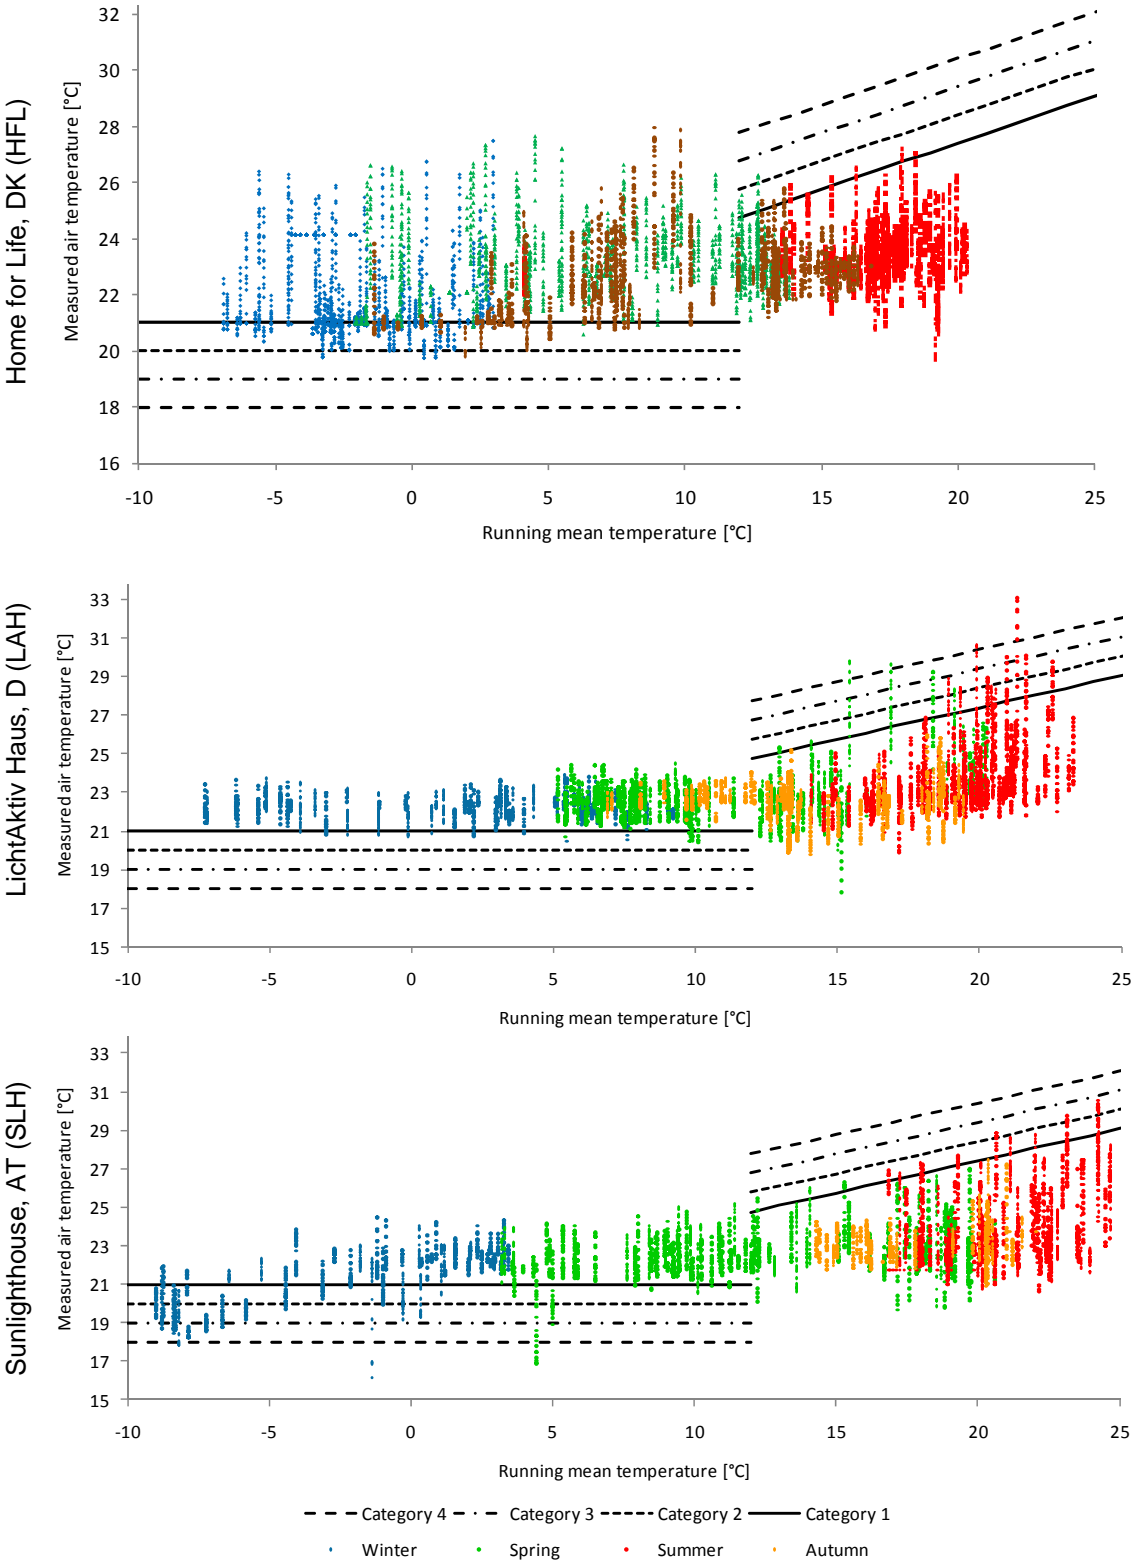 Home for Life, DK (HFL)
Measured air temperature [°C]
32
30
28
26
24
22
20
18
16
-10 -5 0 5 10 15 20 25
Running mean temperature [°C]
LichtAktiv Haus, D (LAH)
Measured air temperature [°C]
33
31
29
27
25
23
21
19
17
15
-10 -5 0 5 10 15 20 25
Running mean temperature [°C]
Sunlighthouse, AT (SLH)
Measured air temperature [°C]
33
31
29
27
25
23
21
19
17
15
-10 -5 0 5 10 15 20 25
Running mean temperature [°C]
Category 4 Category 3 Category 2 Category 1
Winter Spring Summer Autumn